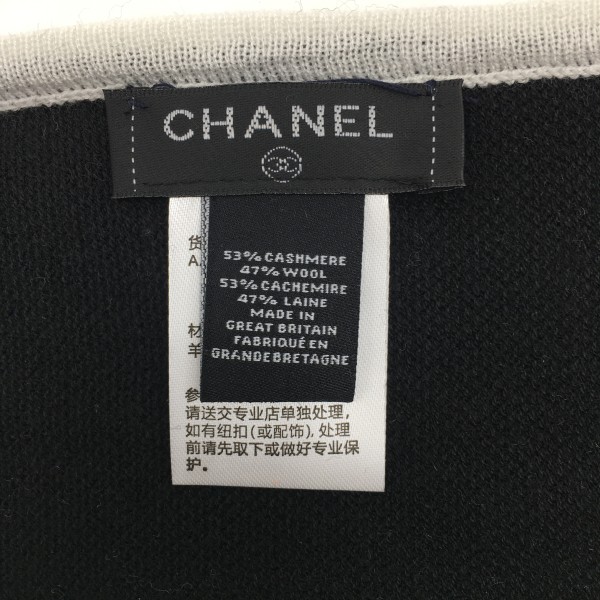 CHANEL
53% CASHMERE
47% WOOL
53% CACHEMIRE
47% LAINE
MADE IN
GREAT BRITAIN
FABRIQUÉ EN
GRANDE BRETAGNE
货
A
材
羊
参
请送交专业店单独处理，
如有纽扣(或配饰)，处理
前请先取下或做好专业保
护。